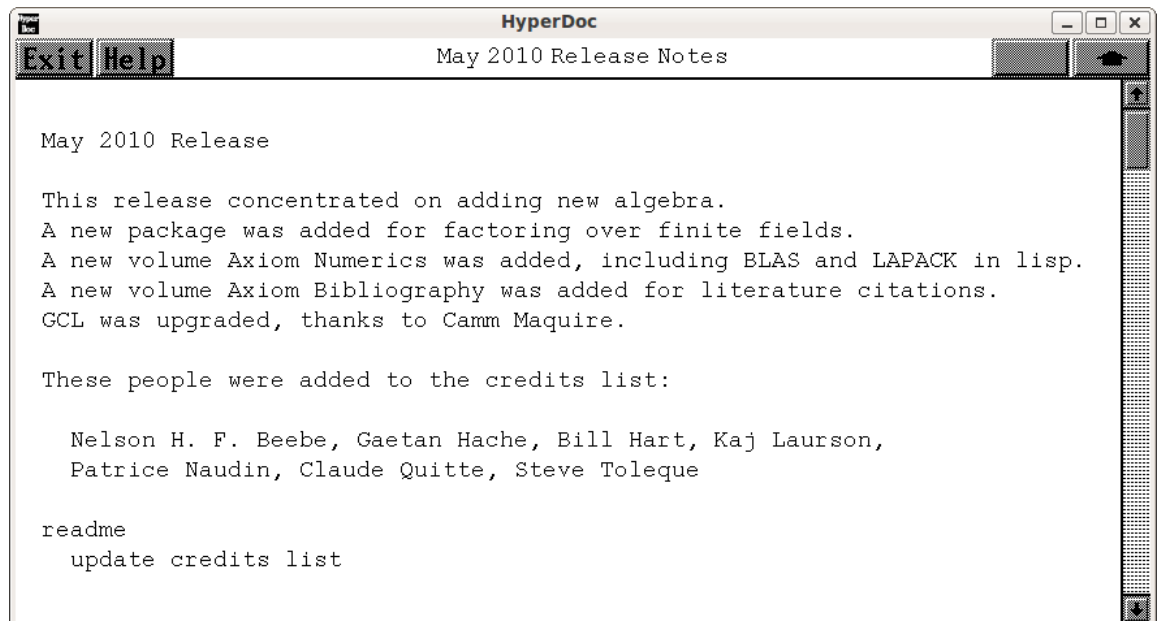 Hyper
Doc
HyperDoc
Exit Help
May 2010 Release Notes
May 2010 Release
This release concentrated on adding new algebra.
A new package was added for factoring over finite fields.
A new volume Axiom Numerics was added, including BLAS and LAPACK in lisp.
A new volume Axiom Bibliography was added for literature citations.
GCL was upgraded, thanks to Camm Maquire.
These people were added to the credits list:
Nelson H. F. Beebe, Gaetan Hache, Bill Hart, Kaj Laurson,
Patrice Naudin, Claude Quitte, Steve Toleque
readme
update credits list